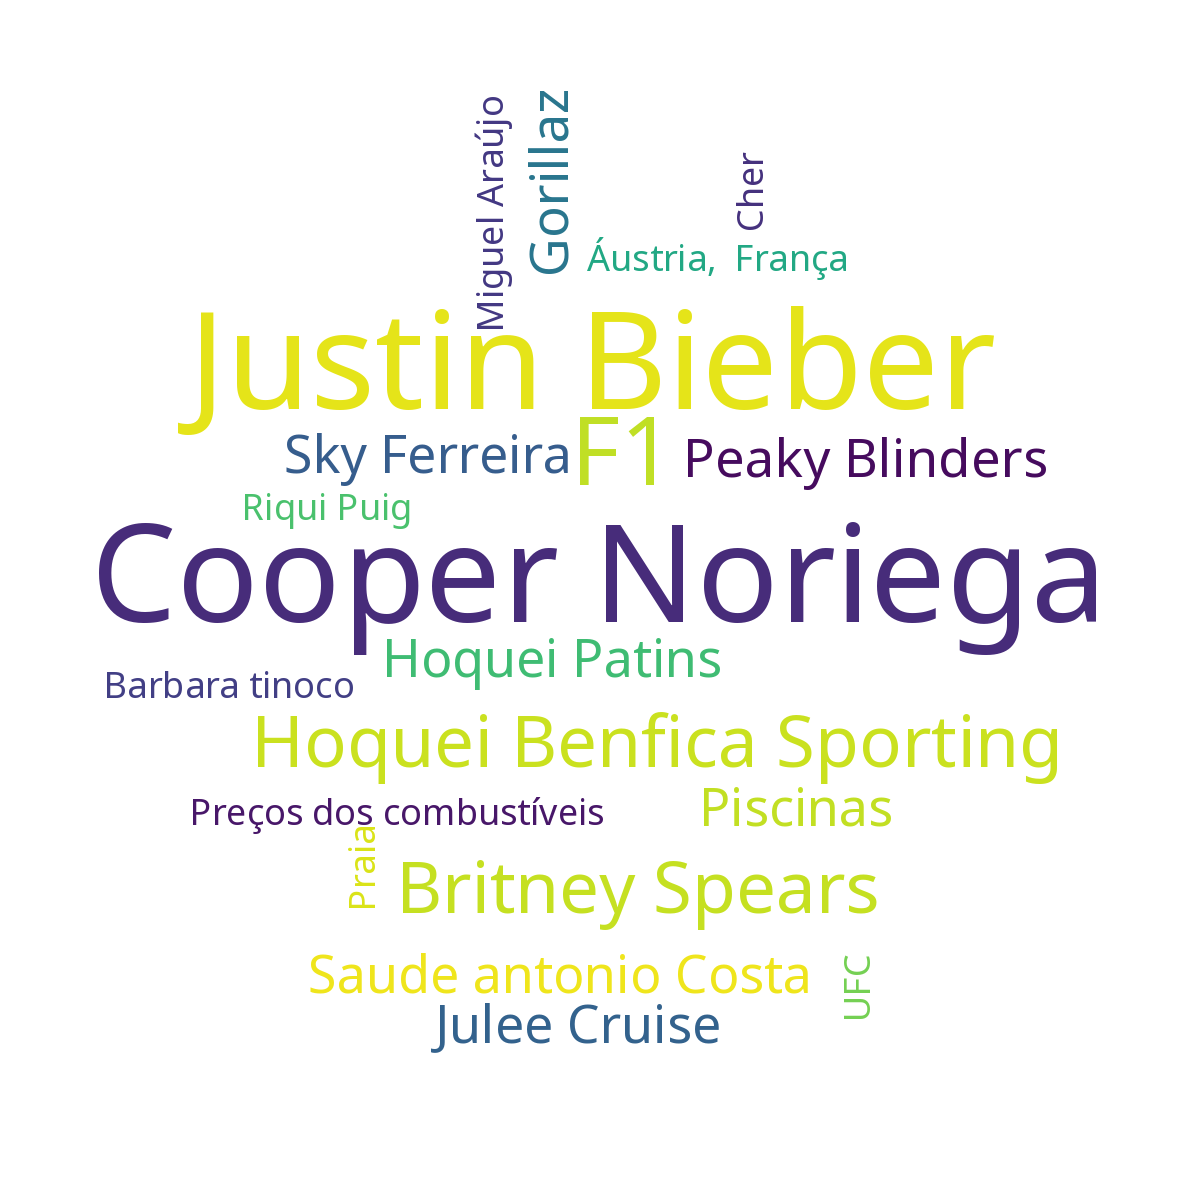 Miguel Araújo
Gorillaz
Cher
Áustria, França
Justin Bieber
F1
Sky Ferreira
Peaky Blinders
Riqui Puig
Cooper Noriega
Hoquei Patins
Barbara tinoco
Hoquei Benfica Sporting
Preços dos combustíveis
Piscinas
Praia
Britney Spears
Saude antonio Costa
UFC
Julee Cruise